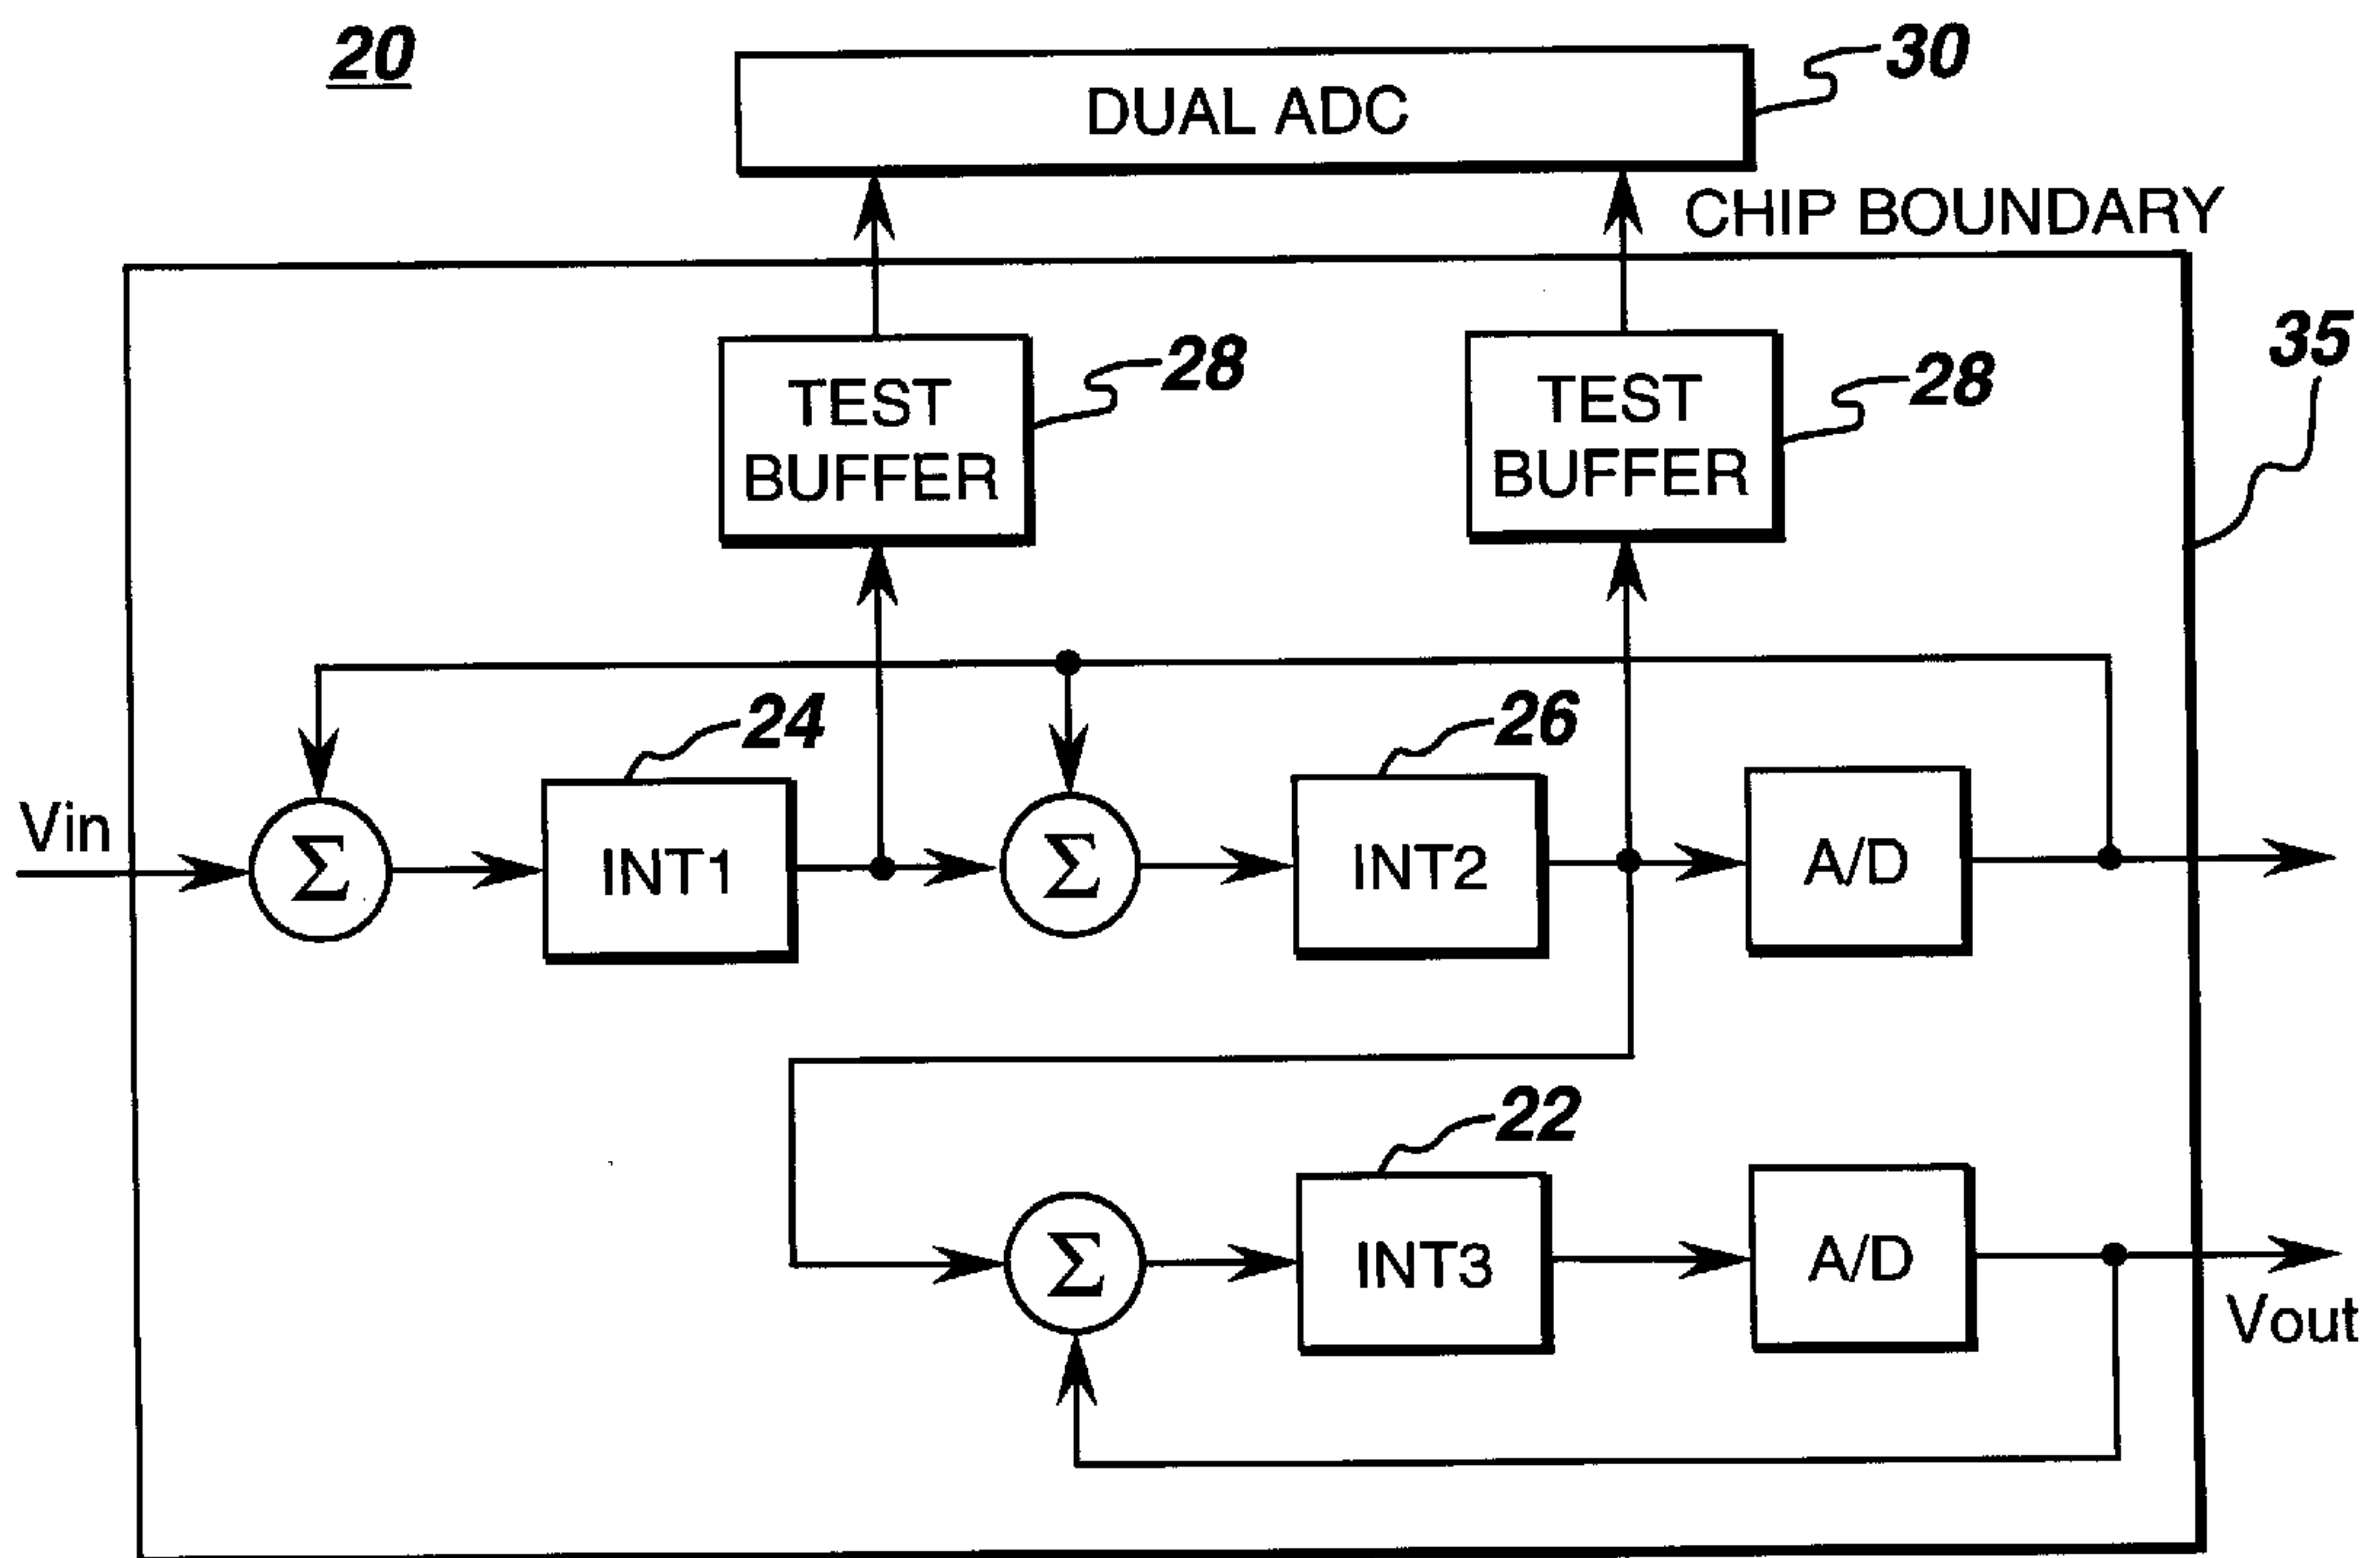 20
DUAL ADC
30
CHIP BOUNDARY
35
TEST
BUFFER
28
TEST
BUFFER
28
24
26
Vin
Σ
INT1
Σ
INT2
A/D
22
Σ
INT3
A/D
Vout